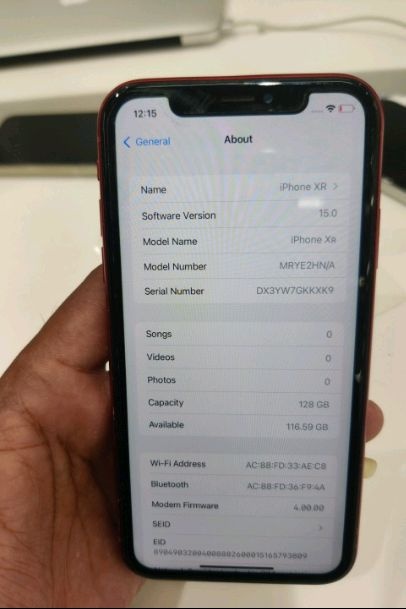 12:15
General
About
Name iPhone XR
Software Version 15.0
Model Name iPhone XR
Model Number MRYE2HN/A
Serial Number DX3YW7GKKXK9
Songs 0
Videos 0
Photos 0
Capacity 128 GB
Available 116.59 GB
Wi-Fi Address AC:88:FD:33:AE:C8
Bluetooth AC:88:FD:36:F9:4A
Modem Firmware 4.00.00
SEID
EID